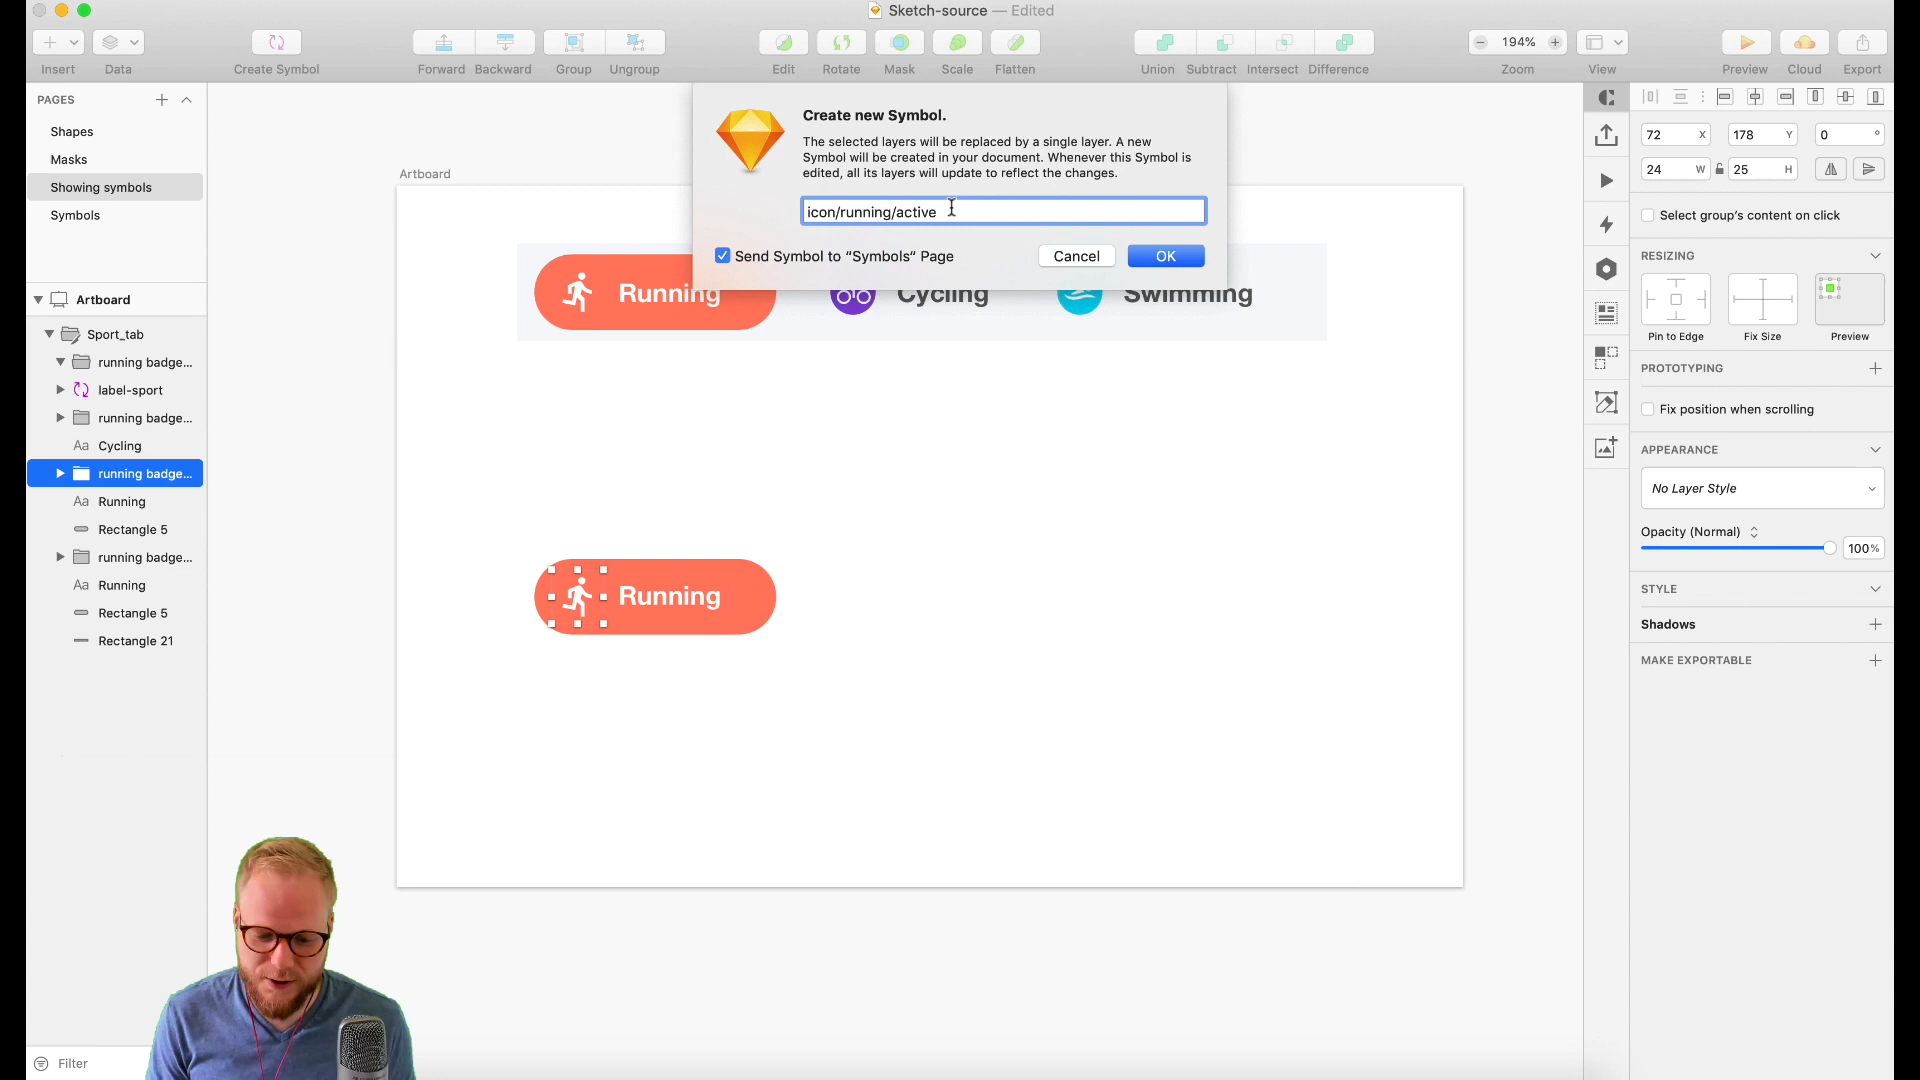 Sketch-source — Edited
Insert
Data
Create Symbol
Forward
Backward
Group
Ungroup
Edit
Rotate
Mask
Scale
Flatten
Union
Subtract
Intersect
Difference
194%
Zoom
View
Preview
Cloud
Export
PAGES
Shapes
Masks
Showing symbols
Symbols
Artboard
Sport_tab
running badge...
label-sport
running badge...
Aa Cycling
running badge...
Aa Running
Rectangle 5
running badge...
Aa Running
Rectangle 5
Rectangle 21
Filter
Artboard
Create new Symbol.
The selected layers will be replaced by a single layer. A new
Symbol will be created in your document. Whenever this Symbol is
edited, all its layers will update to reflect the changes.
icon/running/active
Send Symbol to “Symbols“ Page
Cancel
OK
Running
Cycling
Swimming
Running
72 X
178 Y
0 °
24 W
25 H
Select group's content on click
RESIZING
Pin to Edge
Fix Size
Preview
PROTOTYPING
Fix position when scrolling
APPEARANCE
No Layer Style
Opacity (Normal)
100%
STYLE
Shadows
MAKE EXPORTABLE